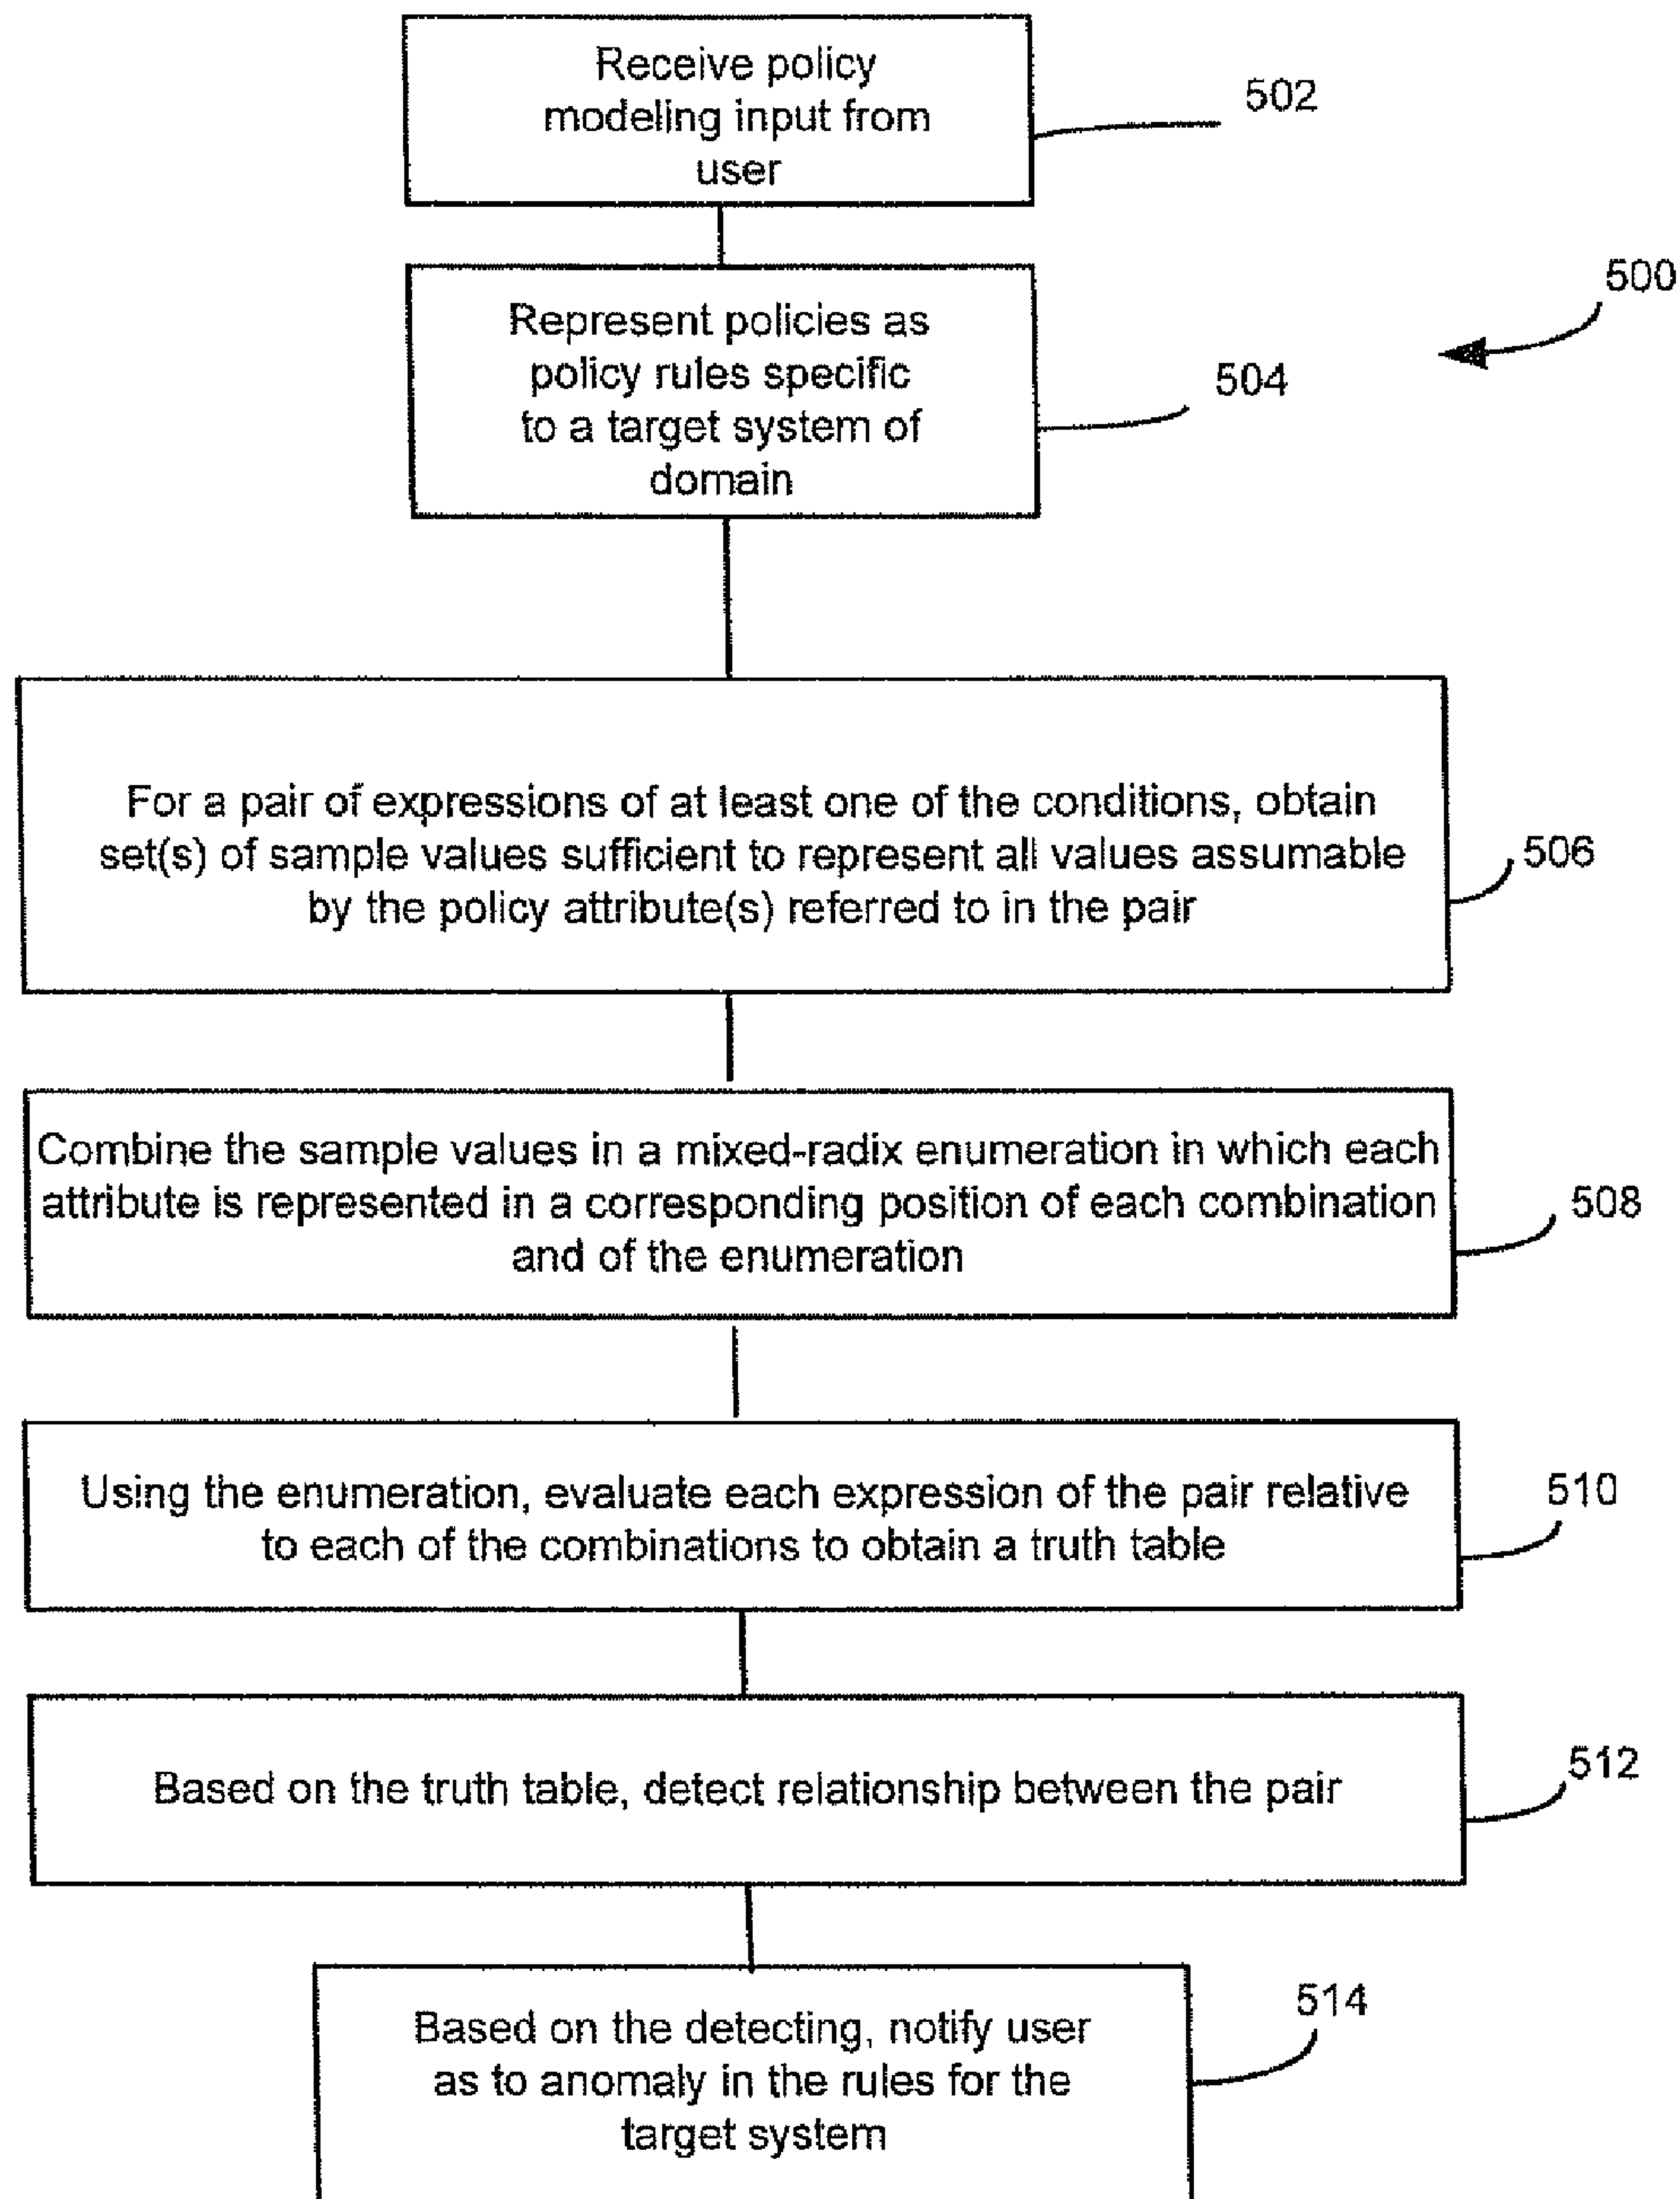 Receive policy
modeling input from
user
502
500
Represent policies as
policy rules specific
to a target system of
domain
504
For a pair of expressions of at least one of the conditions, obtain
set(s) of sample values sufficient to represent all values assumable
by the policy attribute(s) referred to in the pair
506
Combine the sample values in a mixed-radix enumeration in which each
attribute is represented in a corresponding position of each combination
and of the enumeration
508
Using the enumeration, evaluate each expression of the pair relative
to each of the combinations to obtain a truth table
510
Based on the truth table, detect relationship between the pair
512
Based on the detecting, notify user
as to anomaly in the rules for the
target system
514